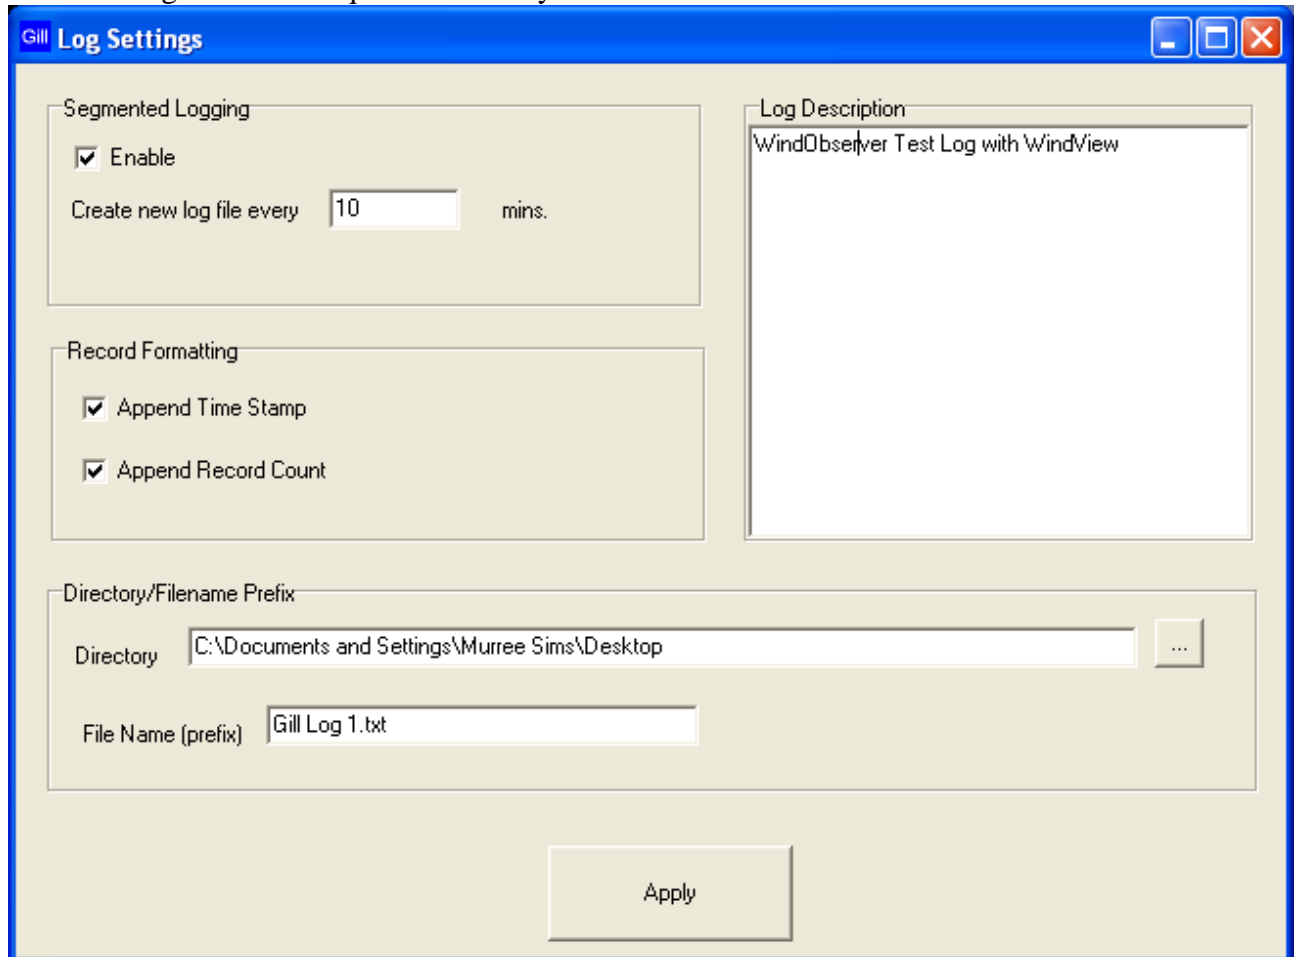 Gill Log Settings
Segmented Logging
Enable
Create new log file every 10 mins.
Record Formatting
Append Time Stamp
Append Record Count
Log Description
WindObserver Test Log with WindView
Directory/Filename Prefix
Directory C:\Documents and Settings\Murree Sims\Desktop ...
File Name (prefix) Gill Log 1.txt
Apply